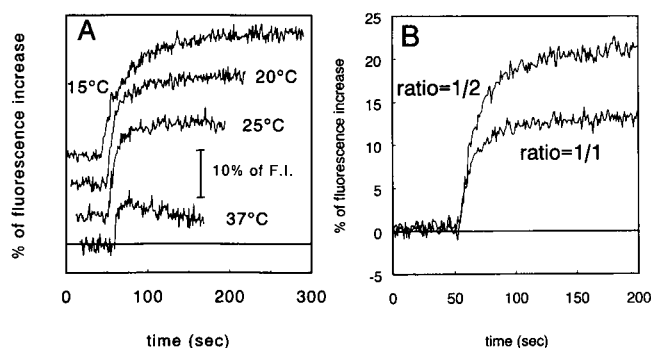 A
15°C
20°C
25°C
10% of F.I.
37°C
% of fluorescence increase
0
100
200
300
time (sec)
B
25
20
15
10
5
0
-5
ratio=1/2
ratio=1/1
% of fluorescence increase
0
50
100
150
200
time (sec)